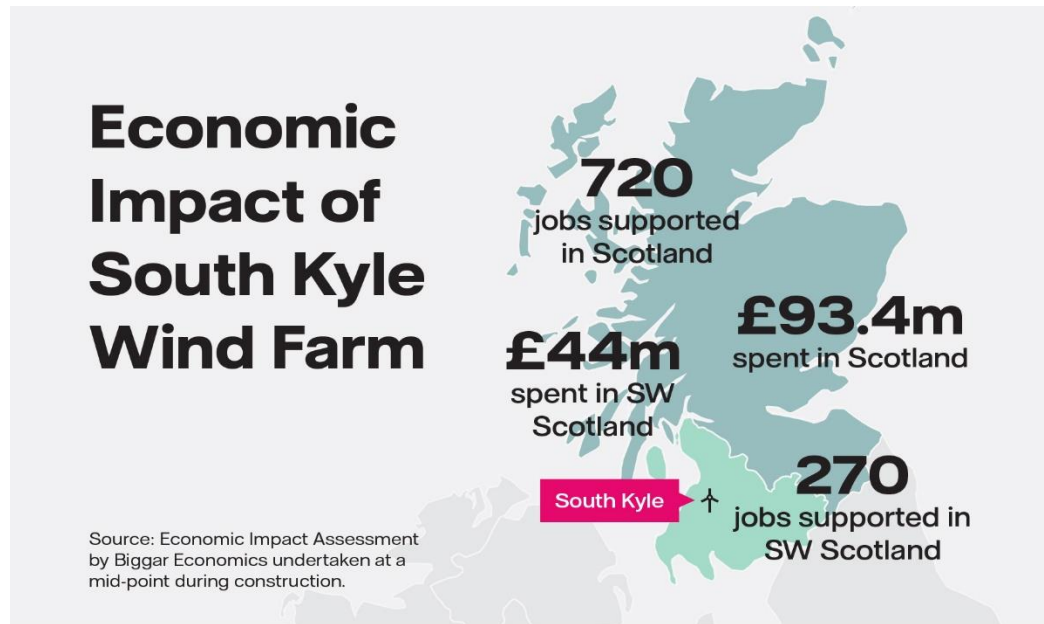 Economic
Impact of
South Kyle
Wind Farm
720
jobs supported
in Scotland
£93.4m
spent in Scotland
£44m
spent in SW
Scotland
South Kyle
270
jobs supported in
SW Scotland
Source: Economic Impact Assessment
by Biggar Economics undertaken at a
mid-point during construction.